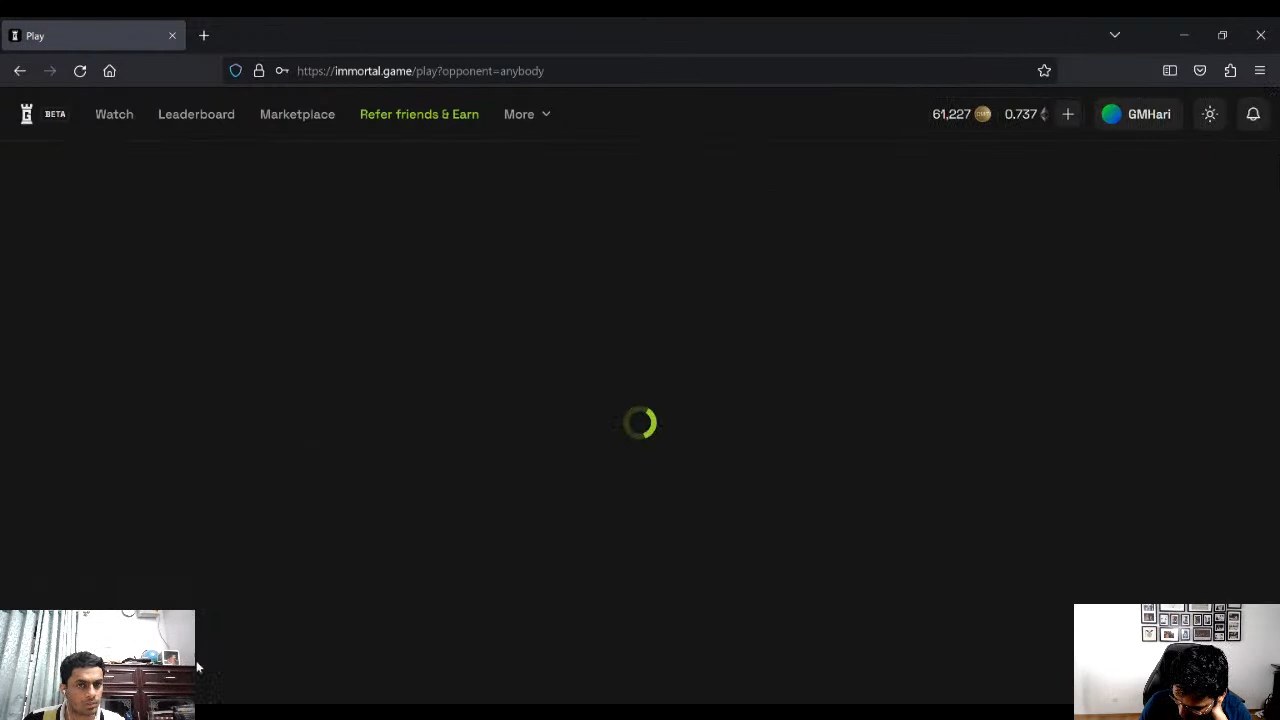 Play
https://immortal.game/play?opponent=anybody
BETA Watch Leaderboard Marketplace Refer friends & Earn More 61,227 0.737 GMHari